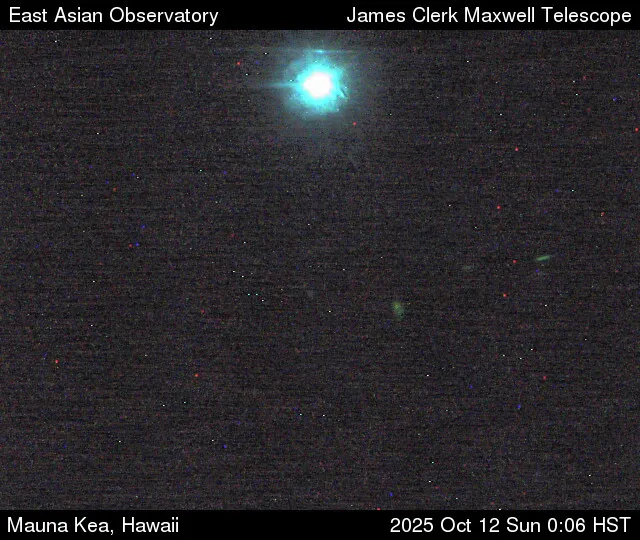 East Asian Observatory
James Clerk Maxwell Telescope
Mauna Kea, Hawaii
2025 Oct 12 Sun 0:06 HST